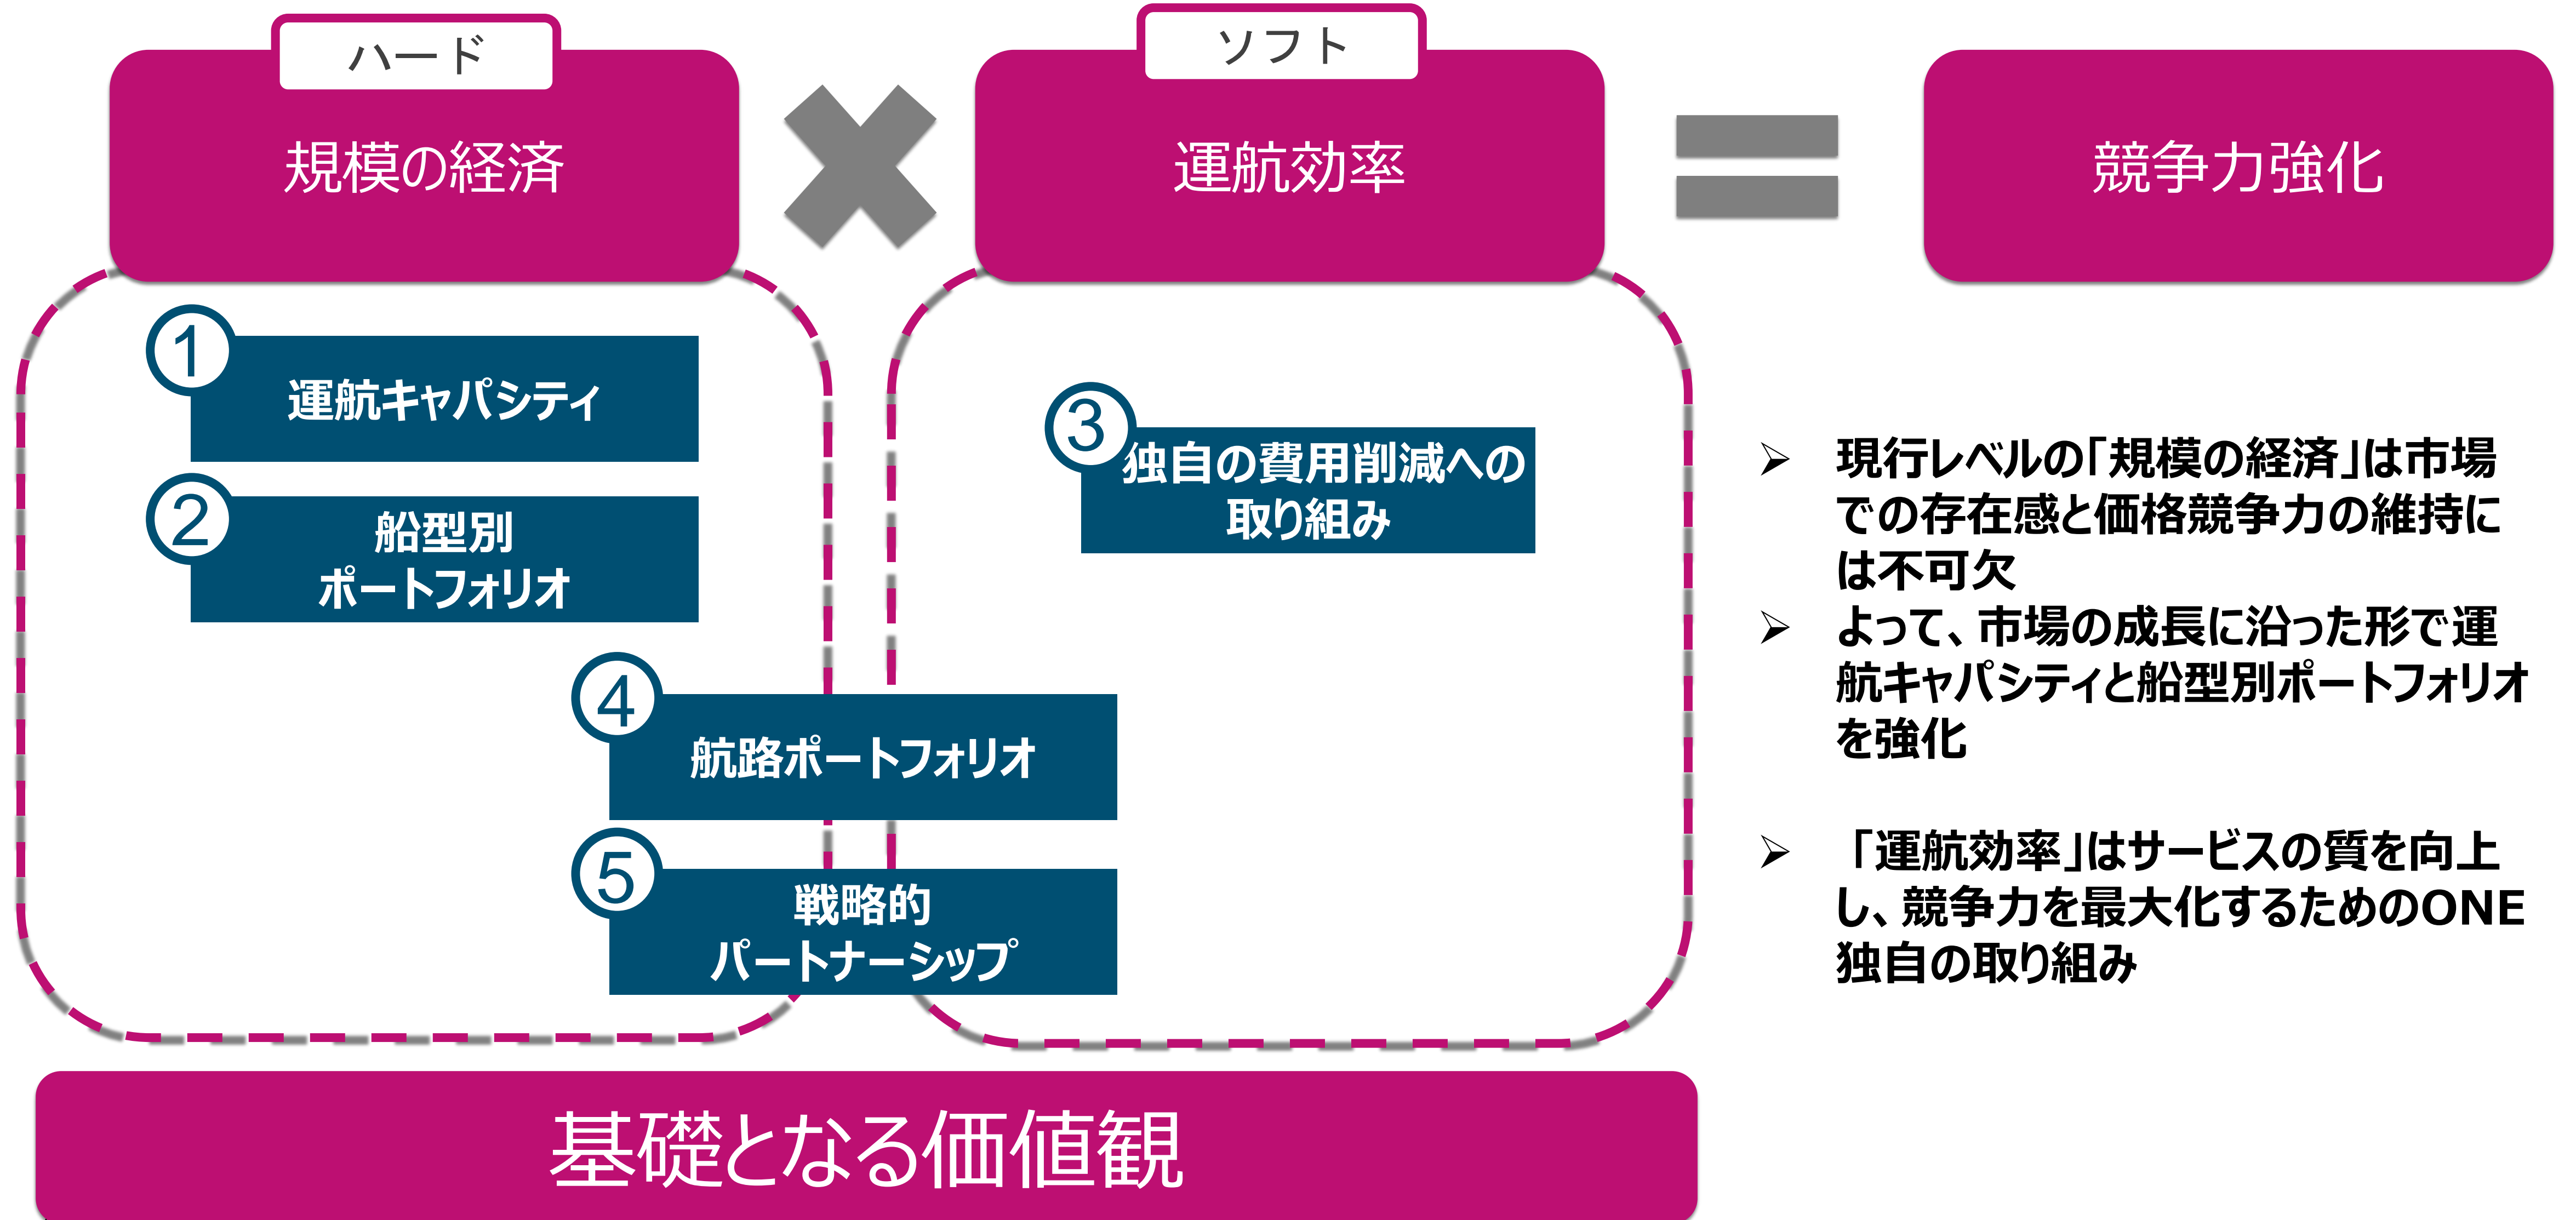 ハード
規模の経済
ソフト
運航効率
競争力強化
1
運航キャパシティ
2
船型別
ポートフォリオ
3
独自の費用削減への
取り組み
4
航路ポートフォリオ
5
戦略的
パートナーシップ
➢ 現行レベルの「規模の経済」は市場
での存在感と価格競争力の維持に
は不可欠
➢ よって、市場の成長に沿った形で運
航キャパシティと船型別ポートフォリオ
を強化
➢ 「運航効率」はサービスの質を向上
し、競争力を最大化するためのONE
独自の取り組み
基礎となる価値観